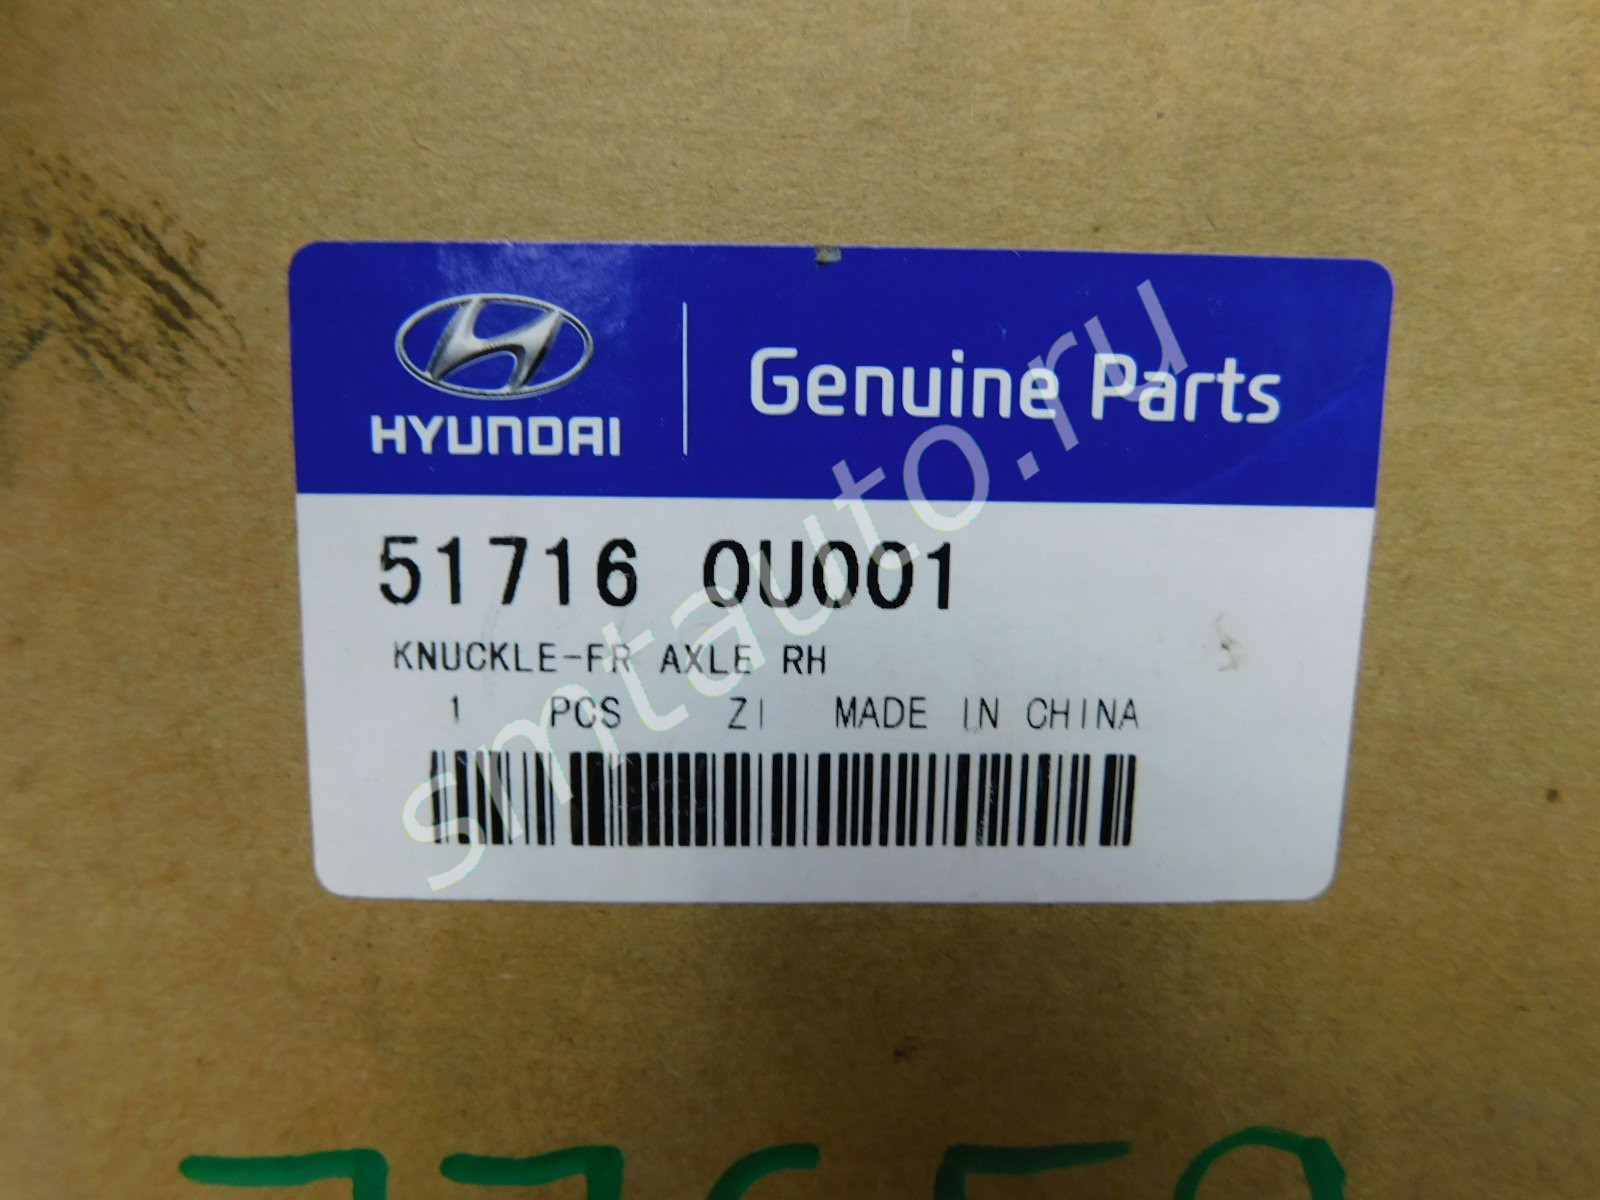 HYUNDAI
Genuine Parts
51716 0U001
KNUCKLE-FR AXLE RH
1 PCS ZI MADE IN CHINA
smtauto.ru